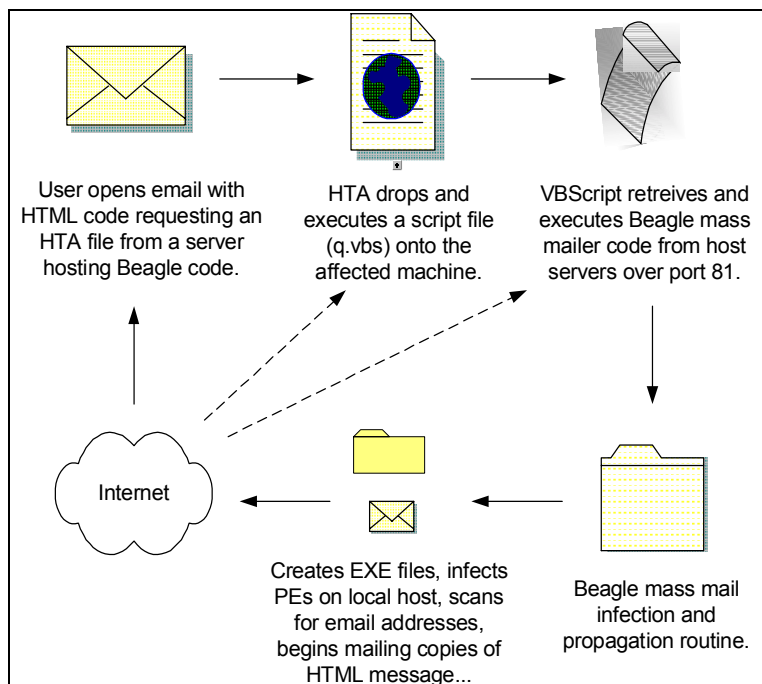 User opens email with
HTML code requesting an
HTA file from a server
hosting Beagle code.
HTA drops and
executes a script file
(q.vbs) onto the
affected machine.
VBScript retreives and
executes Beagle mass
mailer code from host
servers over port 81.
Internet
Creates EXE files, infects
PEs on local host, scans
for email addresses,
begins mailing copies of
HTML message...
Beagle mass mail
infection and
propagation routine.